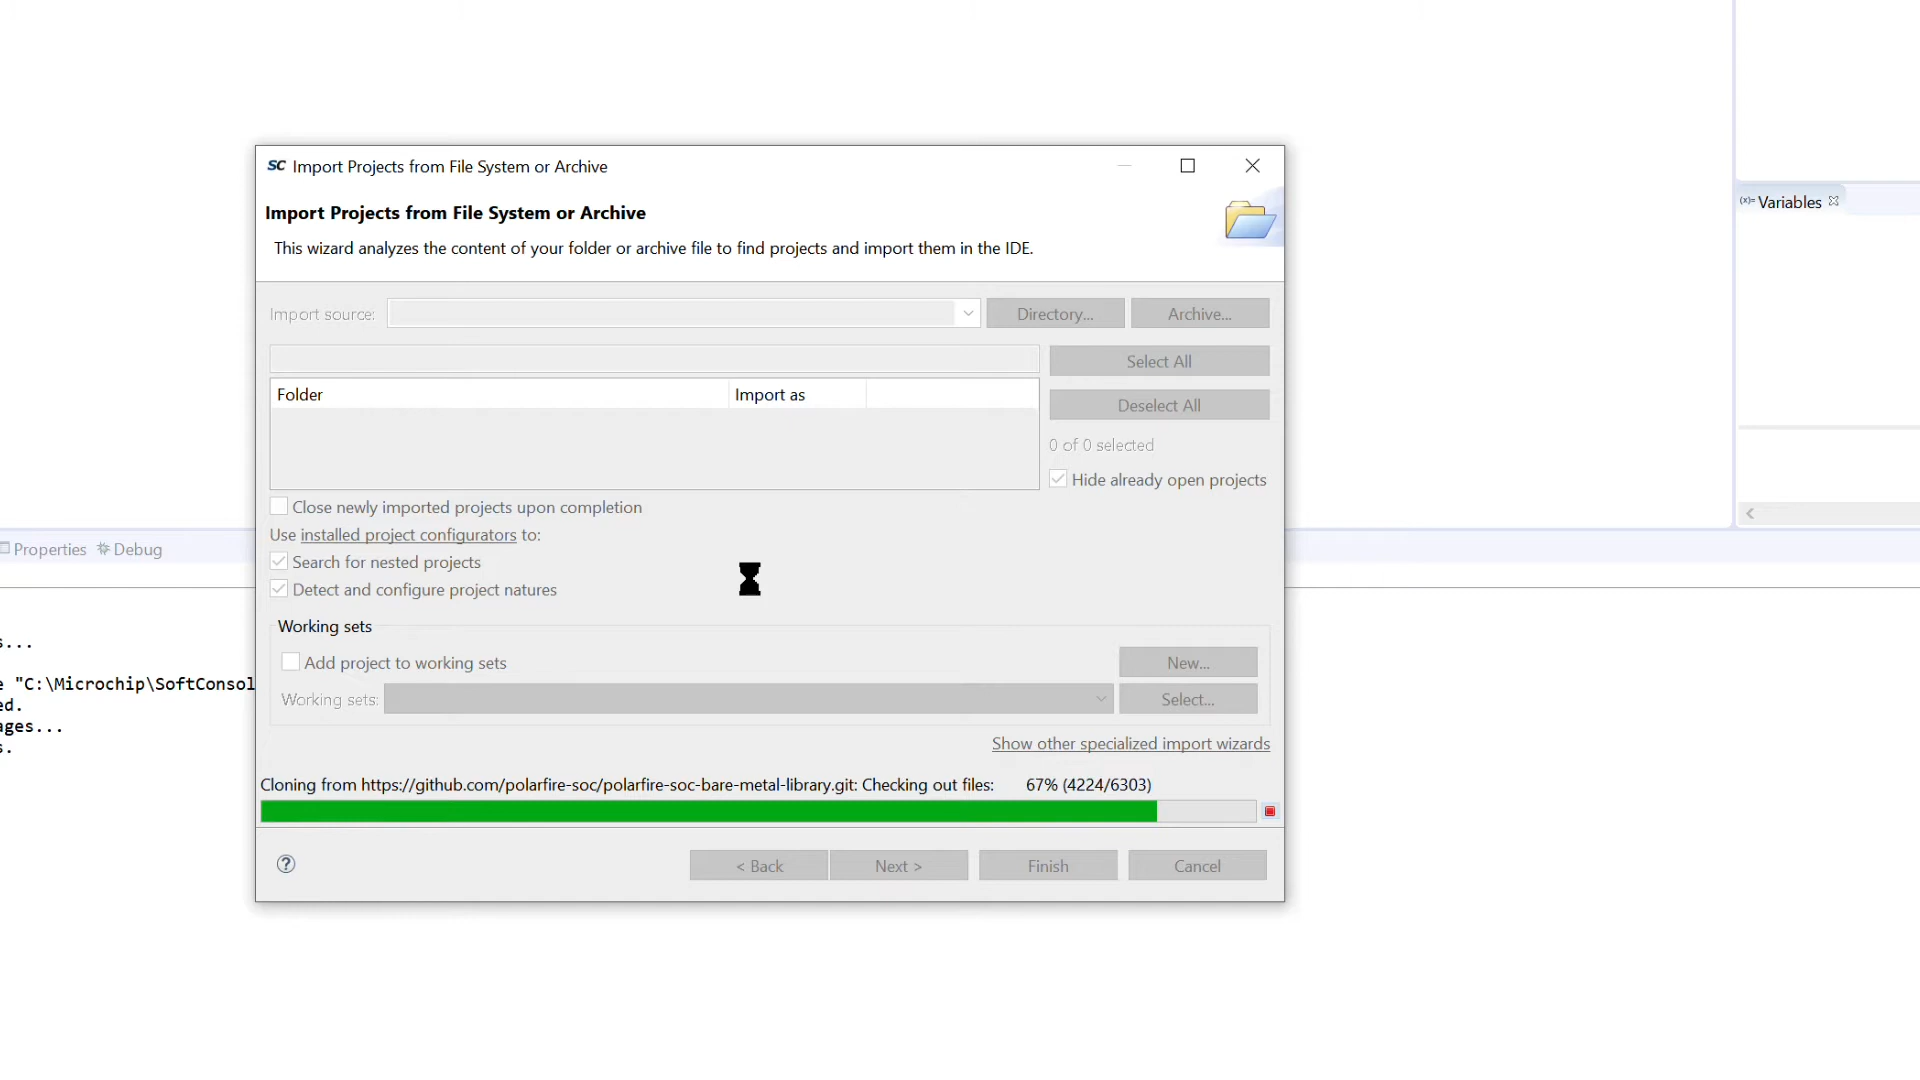 SC Import Projects from File System or Archive
Import Projects from File System or Archive
This wizard analyzes the content of your folder or archive file to find projects and import them in the IDE.
(x)= Variables
Import source:
Directory...
Archive...
Select All
Folder
Import as
Deselect All
0 of 0 selected
Hide already open projects
Close newly imported projects upon completion
Use installed project configurators to:
Properties
Debug
Search for nested projects
Detect and configure project natures
Working sets
s...
Add project to working sets
New...
e "C:\Microchip\SoftConsol
Working sets:
Select...
ed.
ages...
s.
Show other specialized import wizards
Cloning from https://github.com/polarfire-soc/polarfire-soc-bare-metal-library.git: Checking out files: 67% (4224/6303)
?
< Back
Next >
Finish
Cancel